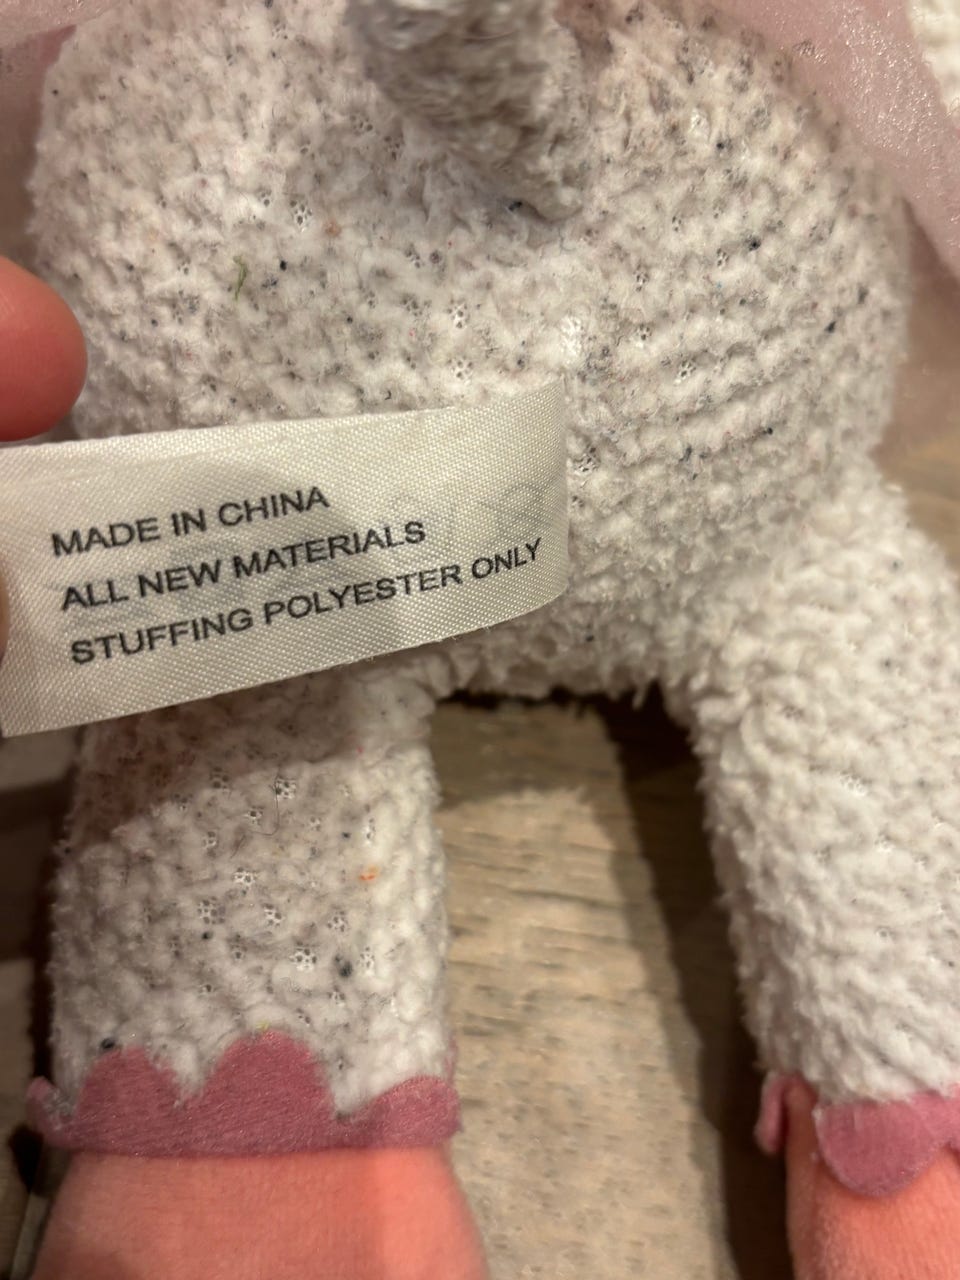 MADE IN CHINA
ALL NEW MATERIALS
STUFFING POLYESTER ONLY